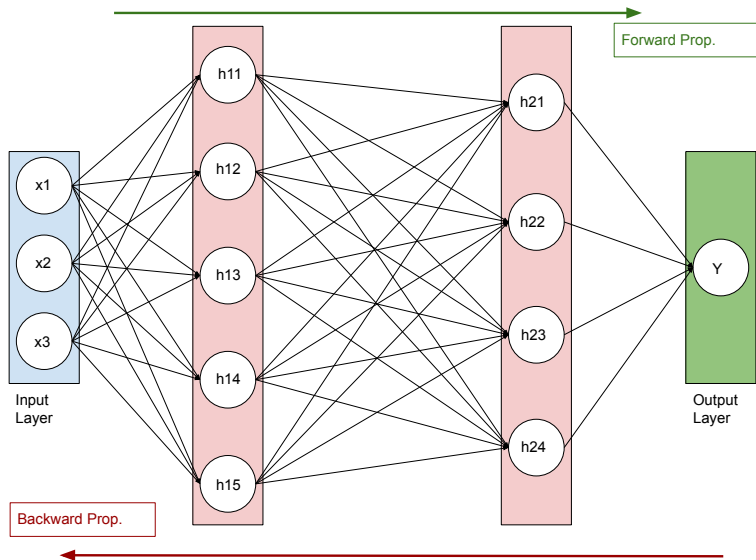 Forward Prop.
h11
h21
h12
x1
h22
x2
Y
h13
x3
h23
h14
Input
Layer
Output
Layer
h24
h15
Backward Prop.